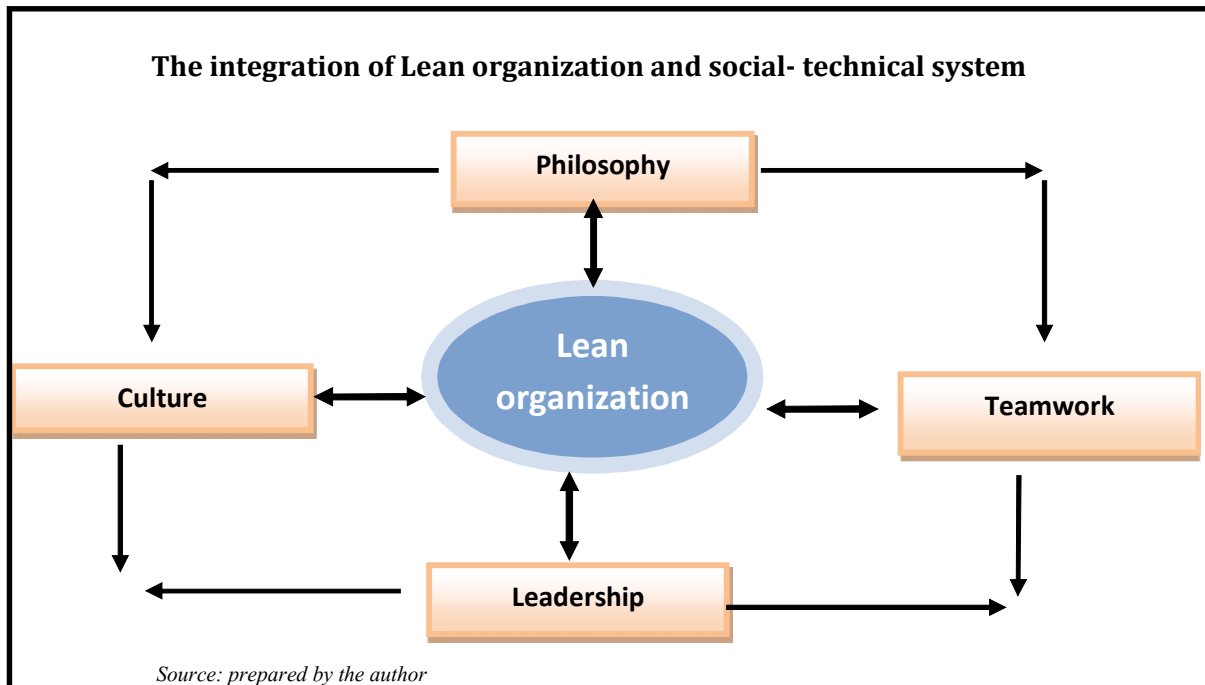 The integration of Lean organization and social- technical system
Philosophy
Lean
organization
Culture
Teamwork
Leadership
Source: prepared by the author